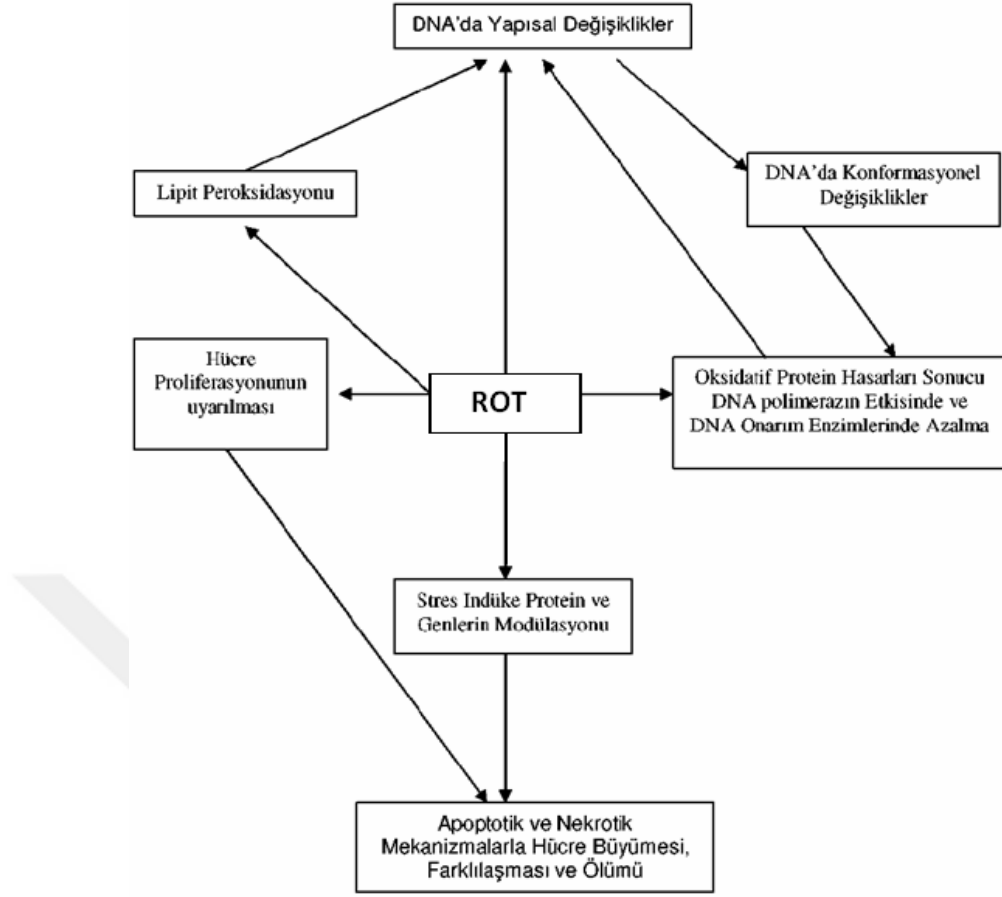 DNA'da Yapısal Değişiklikler
Lipit Peroksidasyonu
DNA'da Konformasyonel
Değişiklikler
Hücre
Proliferasyonunun
uyarılması
ROT
Oksidatif Protein Hasarları Sonucu
DNA polimerazın Etkisinde ve
DNA Onarım Enzimlerinde Azalma
Stres İndüke Protein ve
Genlerin Modülasyonu
Apoptotik ve Nekrotik
Mekanizmalarla Hücre Büyümesi,
Farklılaşması ve Ölümü